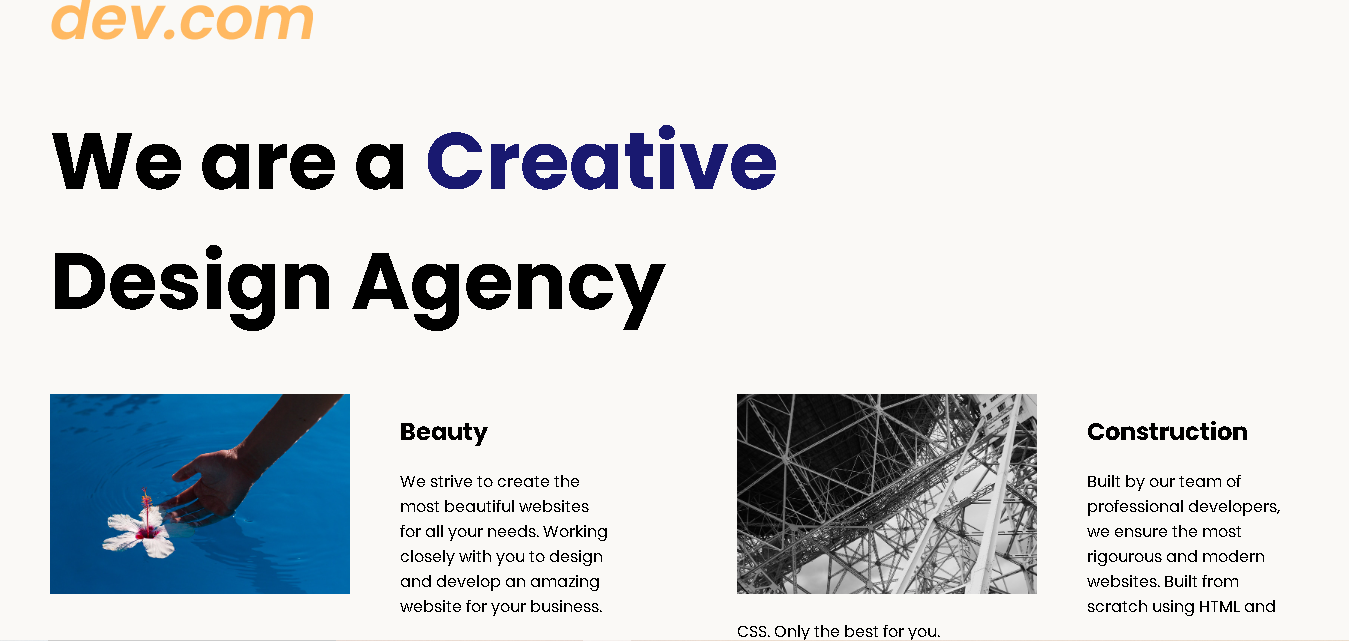 dev.com
We are a Creative
Design Agency
Beauty
We strive to create the
most beautiful websites
for all your needs. Working
closely with you to design
and develop an amazing
website for your business.
Construction
Built by our team of
professional developers,
we ensure the most
rigourous and modern
websites. Built from
scratch using HTML and
CSS. Only the best for you.